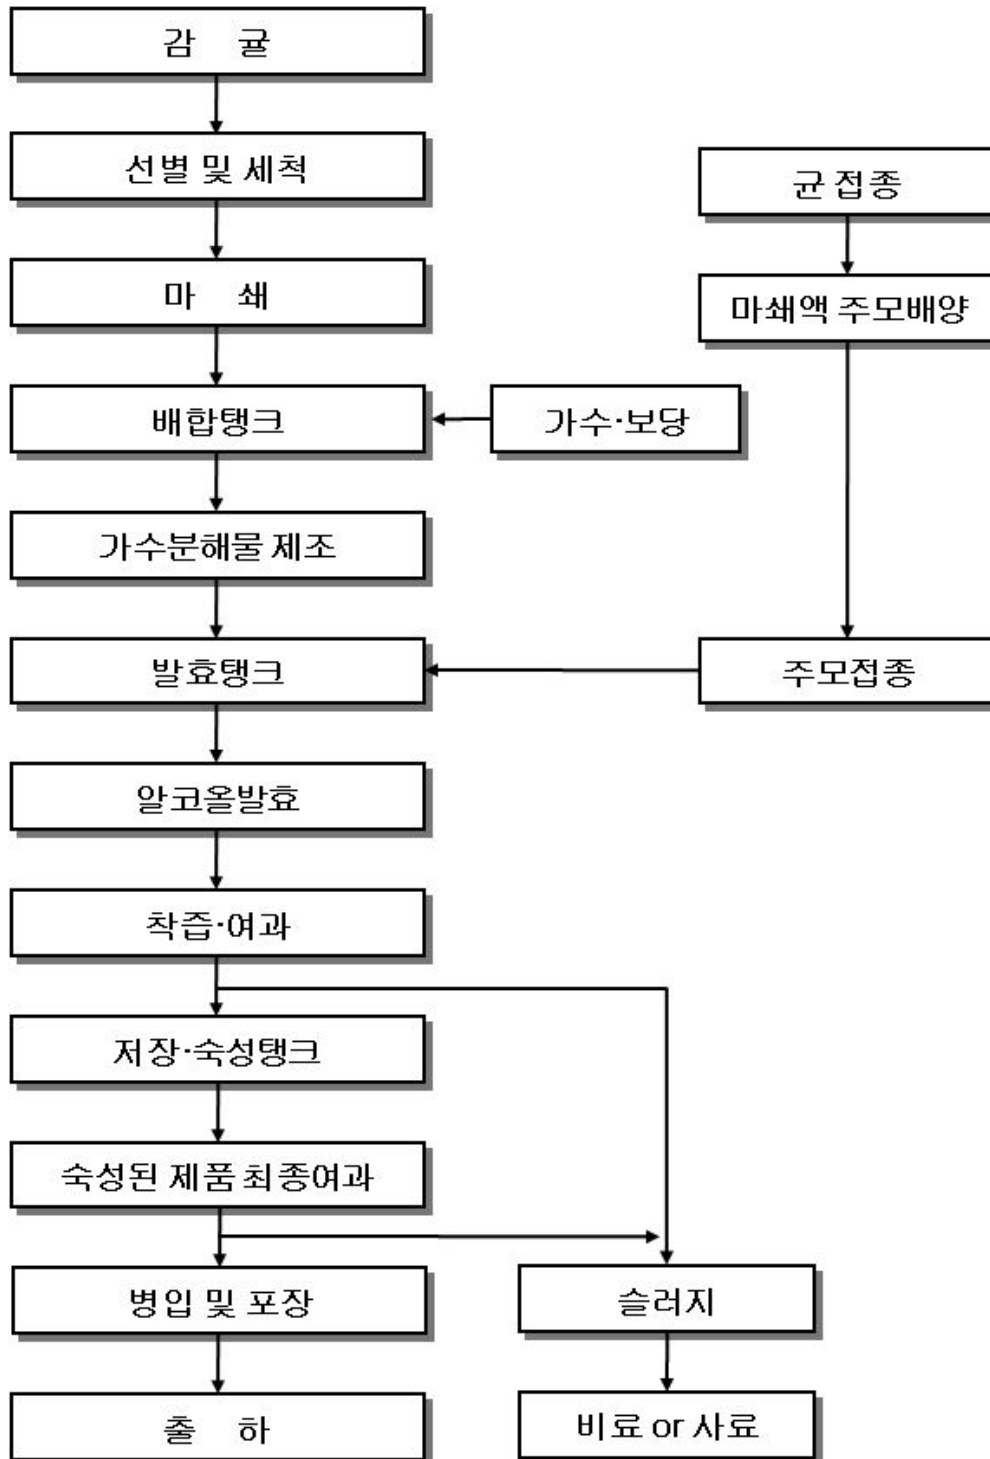 감 귤
선별 및 세척
균 접종
마 쇄
마쇄액 주모배양
배합탱크
가수·보당
가수분해물 제조
발효탱크
주모접종
알코올발효
착즙·여과
저장·숙성탱크
숙성된 제품 최종여과
병입 및 포장
슬러지
출 하
비료 or 사료